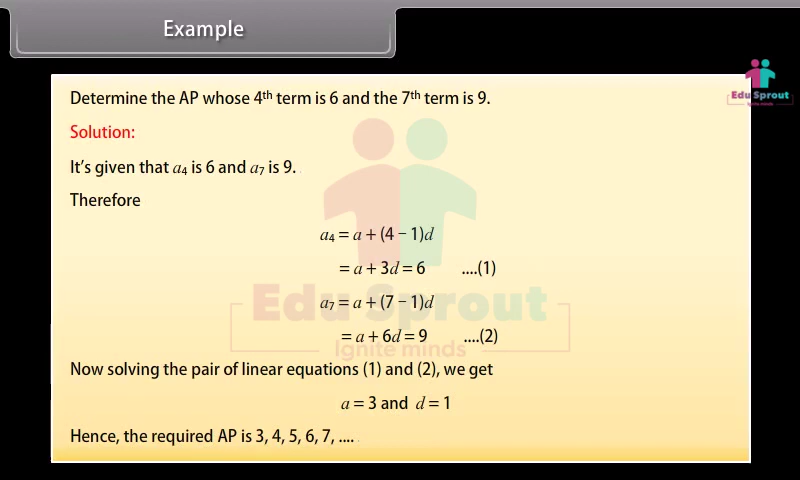 Example
Edu Sprout
Ignite minds
Determine the AP whose 4th term is 6 and the 7th term is 9.
Solution:
It's given that a₄ is 6 and a₇ is 9.
Therefore
a₄ = a + (4 − 1)d
= a + 3d = 6 ....(1)
a₇ = a + (7 − 1)d
= a + 6d = 9 ....(2)
Edu Sprout
Ignite minds
Now solving the pair of linear equations (1) and (2), we get
a = 3 and d = 1
Hence, the required AP is 3, 4, 5, 6, 7, ....